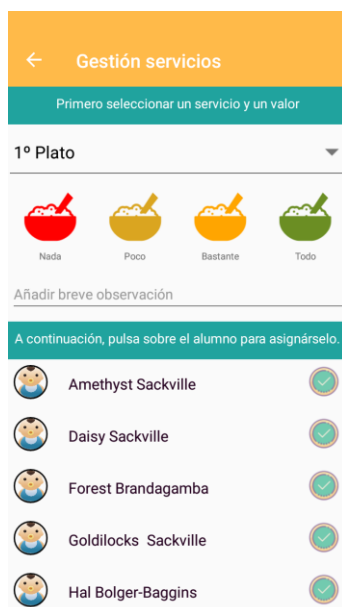 Gestión servicios
Primero seleccionar un servicio y un valor
1º Plato
Nada
Poco
Bastante
Todo
Añadir breve observación
A continuación, pulsa sobre el alumno para asignárselo.
Amethyst Sackville
Daisy Sackville
Forest Brandagamba
Goldilocks  Sackville
Hal Bolger-Baggins